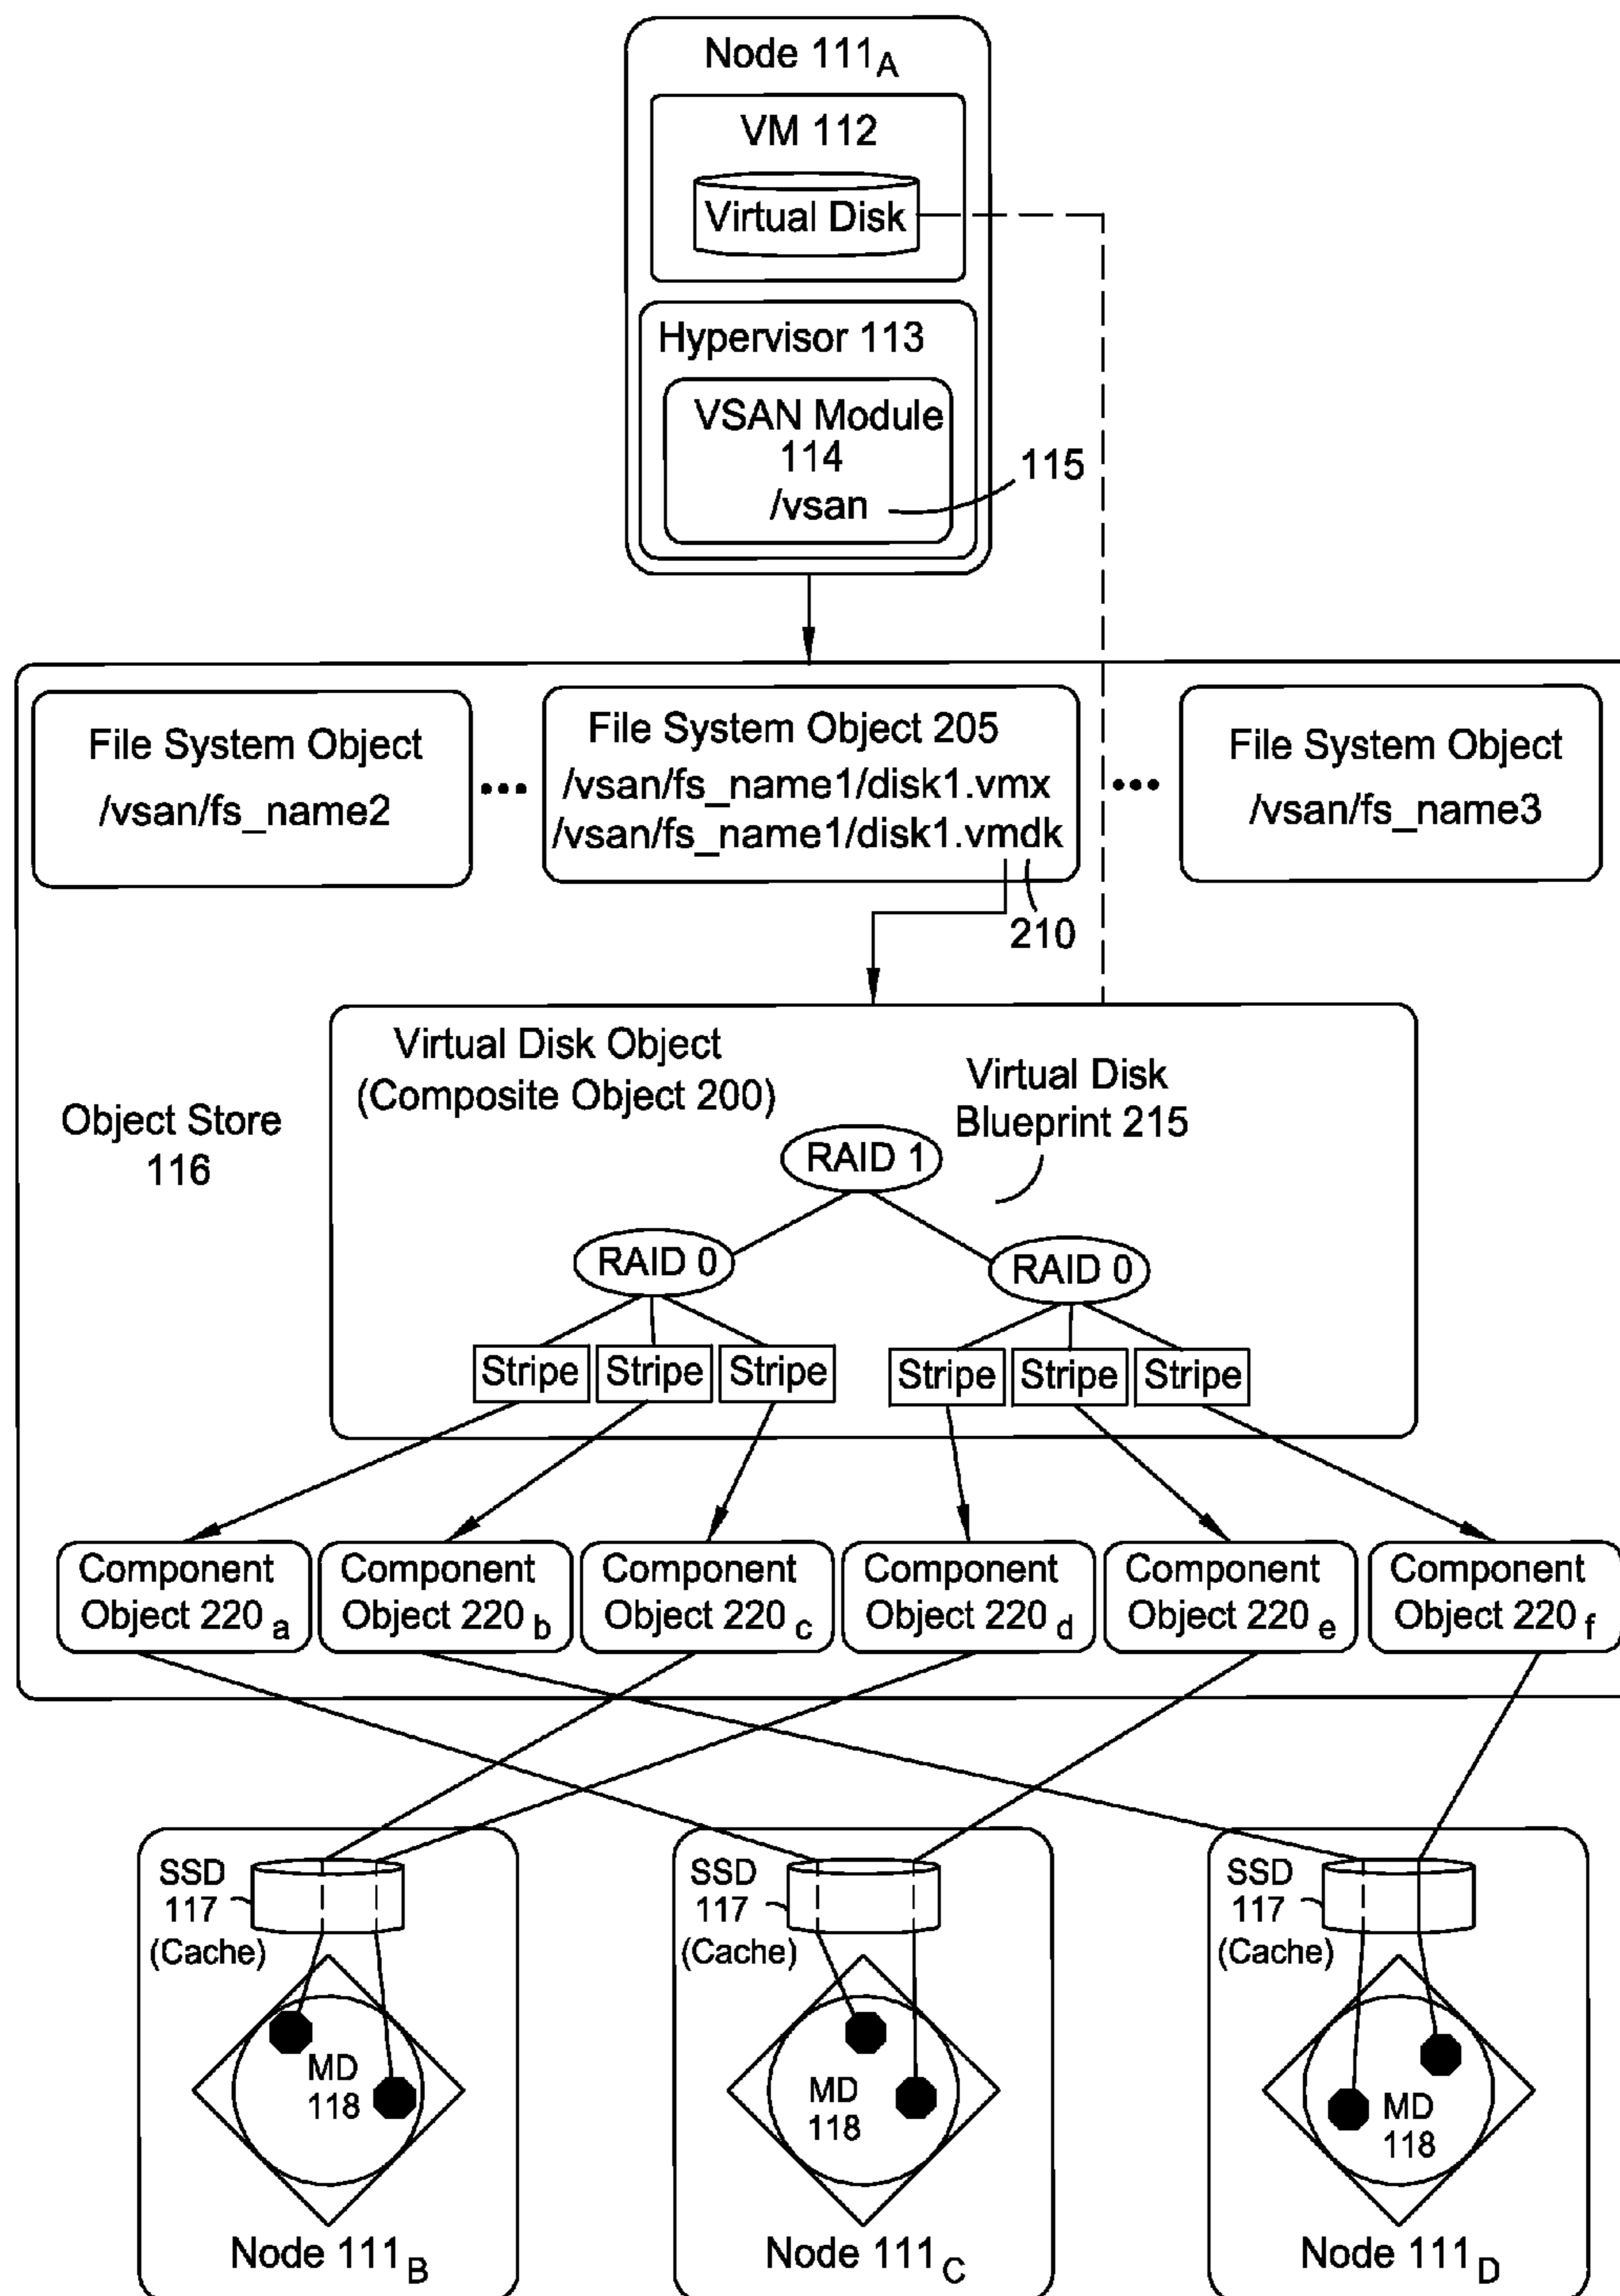 Node 111A
VM 112
Virtual Disk
Hypervisor 113
VSAN Module
114
/vsan
115
File System Object
/vsan/fs_name2
•••
File System Object 205
/vsan/fs_name1/disk1.vmx
/vsan/fs_name1/disk1.vmdk
•••
File System Object
/vsan/fs_name3
210
Object Store
116
Virtual Disk Object
(Composite Object 200)
Virtual Disk
Blueprint 215
RAID 1
RAID 0
RAID 0
Stripe
Stripe
Stripe
Stripe
Stripe
Stripe
Component
Object 220 a
Component
Object 220 b
Component
Object 220 c
Component
Object 220 d
Component
Object 220 e
Component
Object 220 f
SSD
117
(Cache)
MD
118
Node 111B
SSD
117
(Cache)
MD
118
Node 111C
SSD
117
(Cache)
MD
118
Node 111D